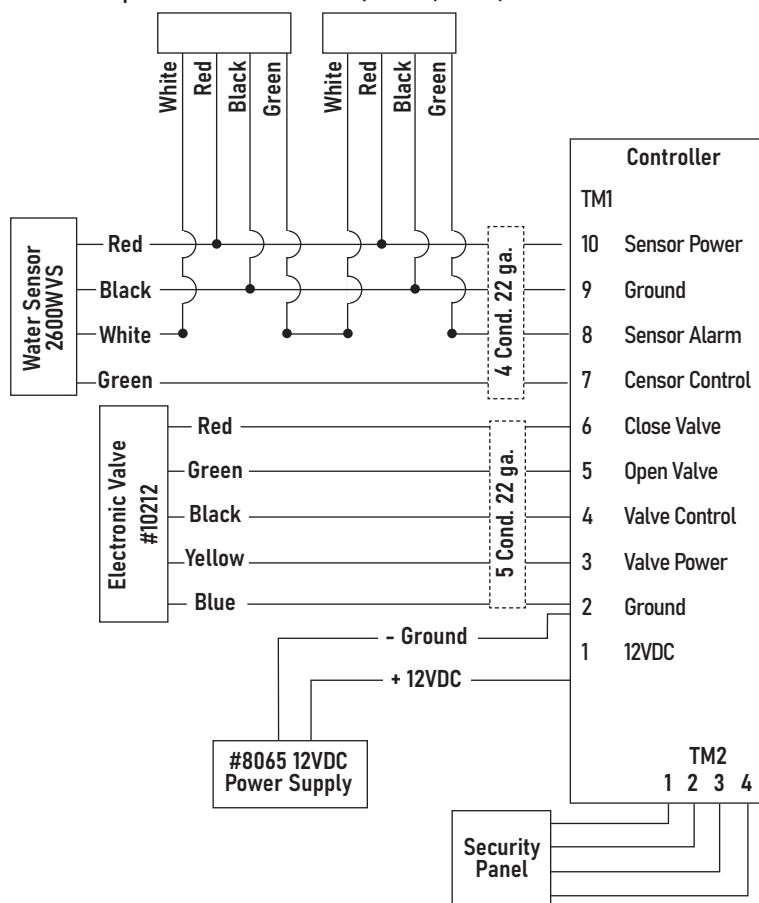 White
Red
Black
Green
White
Red
Black
Green
Controller
TM1
Water Sensor
2600WVS
Red
Black
White
Green
4 Cond. 22 ga.
10 Sensor Power
9 Ground
8 Sensor Alarm
7 Censor Control
Electronic Valve
#10212
Red
Green
Black
Yellow
Blue
5 Cond. 22 ga.
6 Close Valve
5 Open Valve
4 Valve Control
3 Valve Power
2 Ground
1 12VDC
- Ground
+ 12VDC
#8065 12VDC
Power Supply
TM2
1 2 3 4
Security
Panel